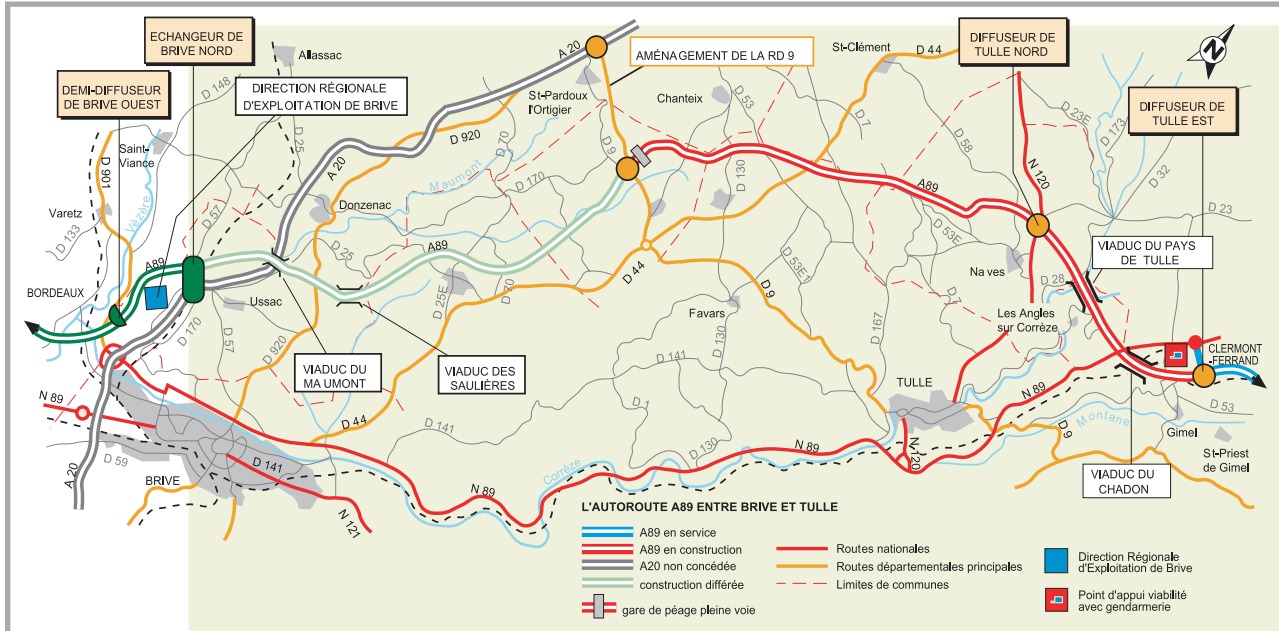 ECHANGEUR DE
BRIVE NORD
Allassac
A 20
AMÉNAGEMENT DE LA RD 9
St-Clément
D 44
DIFFUSEUR DE
TULLE NORD
N
DEMI-DIFFUSEUR
DE BRIVE OUEST
D 148
DIRECTION RÉGIONALE
D'EXPLOITATION DE BRIVE
St-Pardoux
l'Ortigier
Chanteix
D 53
D 7
D 23E
D 173
DIFFUSEUR DE
TULLE EST
Saint-
Viance
D 25
A 20
D 920
D 70
D 9
D 58
N 120
D 32
D 901
Maumont
D 170
D 130
A89
Varetz
D 133
Vézère
D 57
Donzenac
D 25
A89
D 53E
D 23
VIADUC DU PAYS
DE TULLE
A89
BORDEAUX
Ussac
D 25E
D 70
D 44
D 53E1
D 9
Naves
D 28
D 7
Les Angles
sur Corrèze
D 170
D 57
D 920
Favars
D 130
D 167
CLERMONT
-FERRAND
VIADUC DU
MAUMONT
VIADUC DES
SAULIÈRES
D 141
TULLE
N 89
N 89
D 44
D 141
D 1
D 130
N 89
N 120
Montane
D 9
D 53
Gimel
St-Priest
de Gimel
A 20
D 59
D 141
BRIVE
N 121
N 89
Corrèze
VIADUC DU
CHADON
L'AUTOROUTE A89 ENTRE BRIVE ET TULLE
A89 en service
A89 en construction
A20 non concédée
construction différée
gare de péage pleine voie
Routes nationales
Routes départementales principales
Limites de communes
Direction Régionale
d'Exploitation de Brive
Point d'appui viabilité
avec gendarmerie